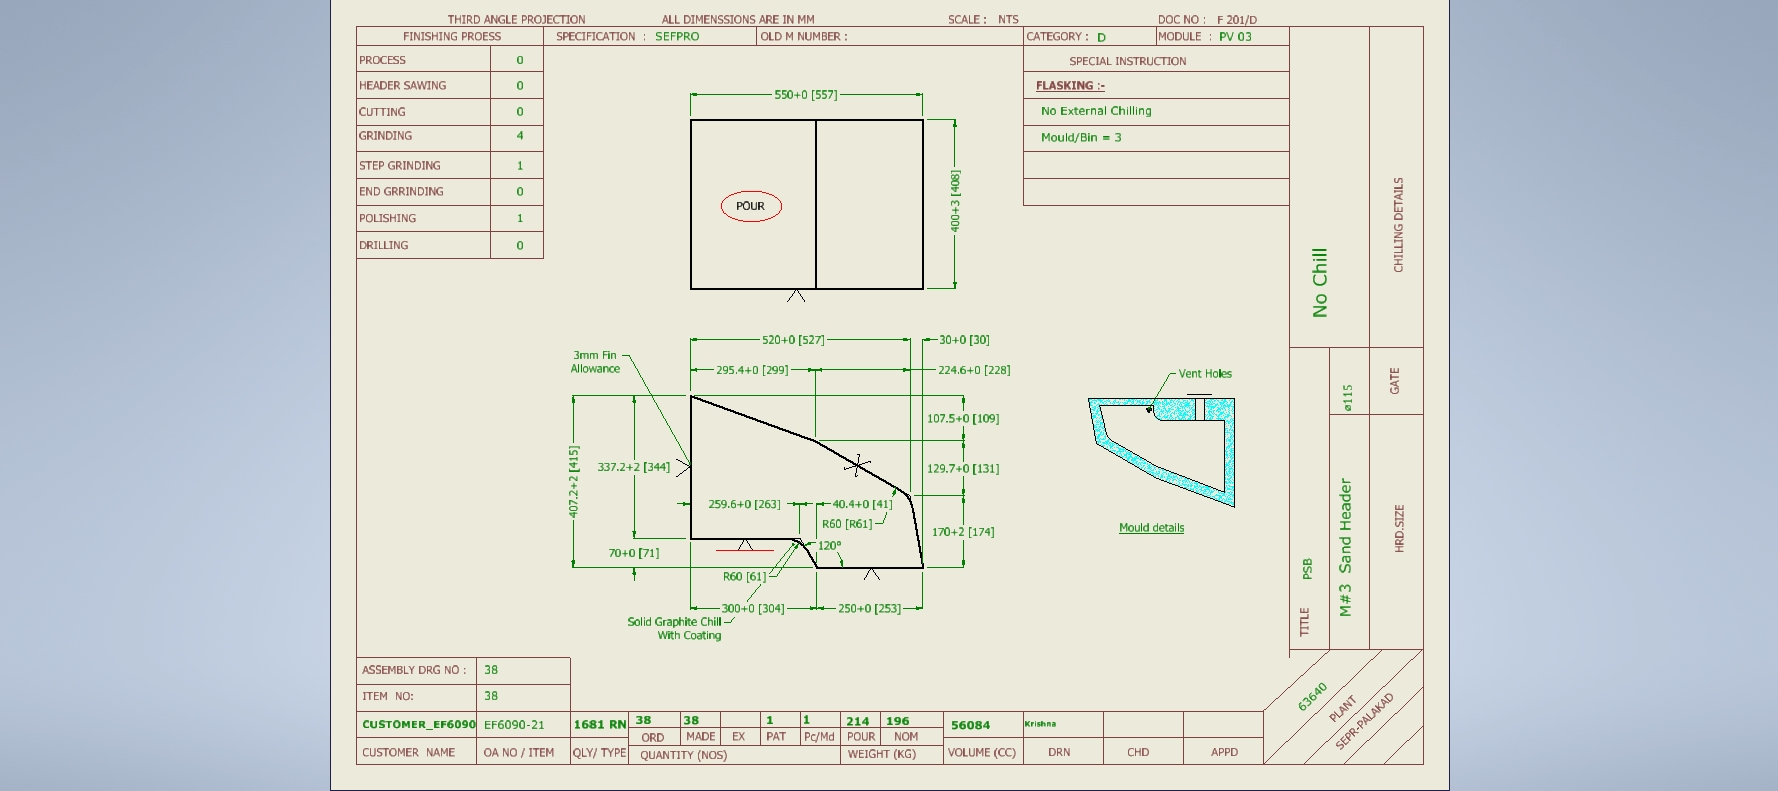 THIRD ANGLE PROJECTION ALL DIMENSSIONS ARE IN MM SCALE : NTS DOC NO : F 201/D
FINISHING PROESS SPECIFICATION : SEFPRO OLD M NUMBER : CATEGORY : D MODULE : PV 03
PROCESS 0
HEADER SAWING 0
CUTTING 0
GRINDING 4
STEP GRINDING 1
END GRRINDING 0
POLISHING 1
DRILLING 0
SPECIAL INSTRUCTION
FLASKING :-
No External Chilling
Mould/Bin = 3
550+0 [557]
POUR
400+3 [408]
No Chill
CHILLING DETAILS
520+0 [527]
30+0 [30]
3mm Fin
Allowance
295.4+0 [299]
224.6+0 [228]
107.5+0 [109]
407.2+2 [415]
337.2+2 [344]
129.7+0 [131]
259.6+0 [263]
40.4+0 [41]
R60 [R61]
170+2 [174]
120°
70+0 [71]
R60 [61]
300+0 [304]
250+0 [253]
Solid Graphite Chill
With Coating
Vent Holes
Mould details
ø115
GATE
M#3 Sand Header
HRD.SIZE
TITLE PSB
ASSEMBLY DRG NO : 38
ITEM NO: 38
CUSTOMER_EF6090 EF6090-21 1681 RN 38 38 1 1 214 196 56084 Krishna
ORD MADE EX PAT Pc/Md POUR NOM
CUSTOMER NAME OA NO / ITEM QLY/ TYPE QUANTITY (NOS) WEIGHT (KG) VOLUME (CC) DRN CHD APPD
63640
PLANT
SEPR-PALAKAD